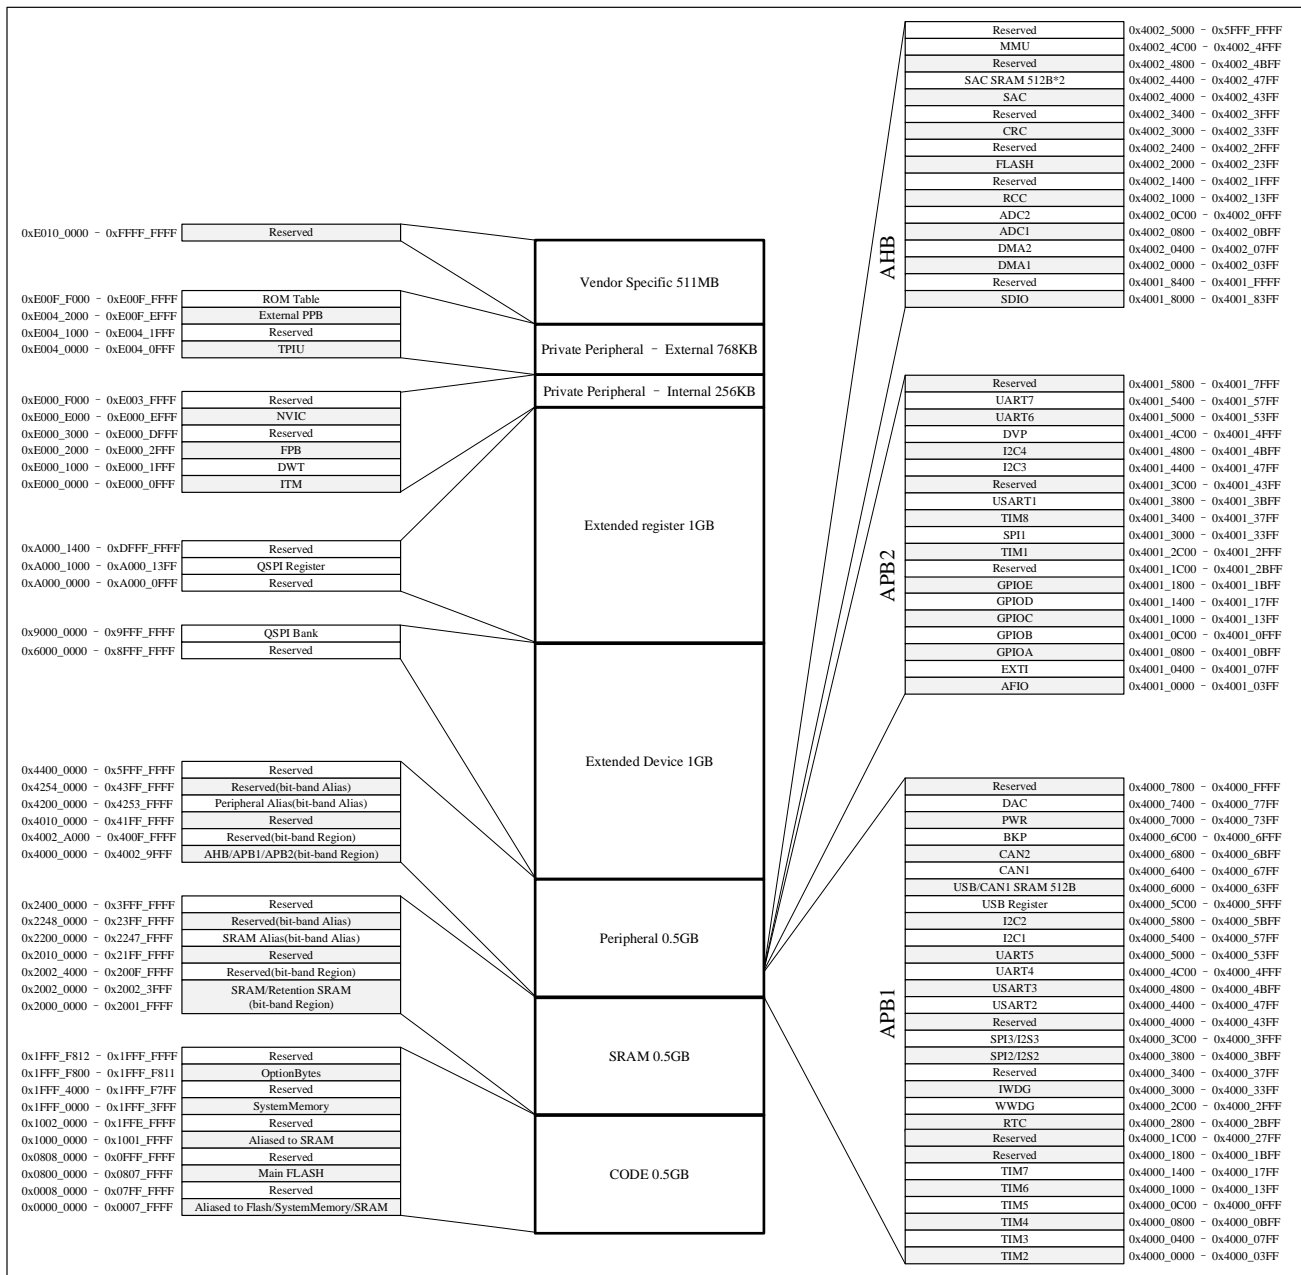 0xE010_0000 - 0xFFFF_FFFF Reserved
0xE00F_F000 - 0xE00F_FFFF ROM Table
0xE004_2000 - 0xE00F_EFFF External PPB
0xE004_1000 - 0xE004_1FFF Reserved
0xE004_0000 - 0xE004_0FFF TPIU
0xE000_F000 - 0xE003_FFFF Reserved
0xE000_E000 - 0xE000_EFFF NVIC
0xE000_3000 - 0xE000_DFFF Reserved
0xE000_2000 - 0xE000_2FFF FPB
0xE000_1000 - 0xE000_1FFF DWT
0xE000_0000 - 0xE000_0FFF ITM
0xA000_1400 - 0xDFFF_FFFF Reserved
0xA000_1000 - 0xA000_13FF QSPI Register
0xA000_0000 - 0xA000_0FFF Reserved
0x9000_0000 - 0x9FFF_FFFF QSPI Bank
0x6000_0000 - 0x8FFF_FFFF Reserved
0x4400_0000 - 0x5FFF_FFFF Reserved
0x4254_0000 - 0x43FF_FFFF Reserved(bit-band Alias)
0x4200_0000 - 0x4253_FFFF Peripheral Alias(bit-band Alias)
0x4010_0000 - 0x41FF_FFFF Reserved
0x4002_A000 - 0x400F_FFFF Reserved(bit-band Region)
0x4000_0000 - 0x4002_9FFF AHB/APB1/APB2(bit-band Region)
0x2400_0000 - 0x3FFF_FFFF Reserved
0x2248_0000 - 0x23FF_FFFF Reserved(bit-band Alias)
0x2200_0000 - 0x2247_FFFF SRAM Alias(bit-band Alias)
0x2010_0000 - 0x21FF_FFFF Reserved
0x2002_4000 - 0x200F_FFFF Reserved(bit-band Region)
0x2002_0000 - 0x2002_3FFF SRAM/Retention SRAM
0x2000_0000 - 0x2001_FFFF (bit-band Region)
0x1FFF_F812 - 0x1FFF_FFFF Reserved
0x1FFF_F800 - 0x1FFF_F811 OptionBytes
0x1FFF_4000 - 0x1FFF_F7FF Reserved
0x1FFF_0000 - 0x1FFF_3FFF SystemMemory
0x1002_0000 - 0x1FFE_FFFF Reserved
0x1000_0000 - 0x1001_FFFF Aliased to SRAM
0x0808_0000 - 0x0FFF_FFFF Reserved
0x0800_0000 - 0x0807_FFFF Main FLASH
0x0008_0000 - 0x07FF_FFFF Reserved
0x0000_0000 - 0x0007_FFFF Aliased to Flash/SystemMemory/SRAM
Vendor Specific 511MB
Private Peripheral - External 768KB
Private Peripheral - Internal 256KB
Extended register 1GB
Extended Device 1GB
Peripheral 0.5GB
SRAM 0.5GB
CODE 0.5GB
AHB
Reserved 0x4002_5000 - 0x5FFF_FFFF
MMU 0x4002_4C00 - 0x4002_4FFF
Reserved 0x4002_4800 - 0x4002_4BFF
SAC SRAM 512B*2 0x4002_4400 - 0x4002_47FF
SAC 0x4002_4000 - 0x4002_43FF
Reserved 0x4002_3400 - 0x4002_3FFF
CRC 0x4002_3000 - 0x4002_33FF
Reserved 0x4002_2400 - 0x4002_2FFF
FLASH 0x4002_2000 - 0x4002_23FF
Reserved 0x4002_1400 - 0x4002_1FFF
RCC 0x4002_1000 - 0x4002_13FF
ADC2 0x4002_0C00 - 0x4002_0FFF
ADC1 0x4002_0800 - 0x4002_0BFF
DMA2 0x4002_0400 - 0x4002_07FF
DMA1 0x4002_0000 - 0x4002_03FF
Reserved 0x4001_8400 - 0x4001_FFFF
SDIO 0x4001_8000 - 0x4001_83FF
APB2
Reserved 0x4001_5800 - 0x4001_7FFF
UART7 0x4001_5400 - 0x4001_57FF
UART6 0x4001_5000 - 0x4001_53FF
DVP 0x4001_4C00 - 0x4001_4FFF
I2C4 0x4001_4800 - 0x4001_4BFF
I2C3 0x4001_4400 - 0x4001_47FF
Reserved 0x4001_3C00 - 0x4001_43FF
USART1 0x4001_3800 - 0x4001_3BFF
TIM8 0x4001_3400 - 0x4001_37FF
SPI1 0x4001_3000 - 0x4001_33FF
TIM1 0x4001_2C00 - 0x4001_2FFF
Reserved 0x4001_1C00 - 0x4001_2BFF
GPIOE 0x4001_1800 - 0x4001_1BFF
GPIOD 0x4001_1400 - 0x4001_17FF
GPIOC 0x4001_1000 - 0x4001_13FF
GPIOB 0x4001_0C00 - 0x4001_0FFF
GPIOA 0x4001_0800 - 0x4001_0BFF
EXTI 0x4001_0400 - 0x4001_07FF
AFIO 0x4001_0000 - 0x4001_03FF
APB1
Reserved 0x4000_7800 - 0x4000_FFFF
DAC 0x4000_7400 - 0x4000_77FF
PWR 0x4000_7000 - 0x4000_73FF
BKP 0x4000_6C00 - 0x4000_6FFF
CAN2 0x4000_6800 - 0x4000_6BFF
CAN1 0x4000_6400 - 0x4000_67FF
USB/CAN1 SRAM 512B 0x4000_6000 - 0x4000_63FF
USB Register 0x4000_5C00 - 0x4000_5FFF
I2C2 0x4000_5800 - 0x4000_5BFF
I2C1 0x4000_5400 - 0x4000_57FF
UART5 0x4000_5000 - 0x4000_53FF
UART4 0x4000_4C00 - 0x4000_4FFF
USART3 0x4000_4800 - 0x4000_4BFF
USART2 0x4000_4400 - 0x4000_47FF
Reserved 0x4000_4000 - 0x4000_43FF
SPI3/I2S3 0x4000_3C00 - 0x4000_3FFF
SPI2/I2S2 0x4000_3800 - 0x4000_3BFF
Reserved 0x4000_3400 - 0x4000_37FF
IWDG 0x4000_3000 - 0x4000_33FF
WWDG 0x4000_2C00 - 0x4000_2FFF
RTC 0x4000_2800 - 0x4000_2BFF
Reserved 0x4000_1C00 - 0x4000_27FF
Reserved 0x4000_1800 - 0x4000_1BFF
TIM7 0x4000_1400 - 0x4000_17FF
TIM6 0x4000_1000 - 0x4000_13FF
TIM5 0x4000_0C00 - 0x4000_0FFF
TIM4 0x4000_0800 - 0x4000_0BFF
TIM3 0x4000_0400 - 0x4000_07FF
TIM2 0x4000_0000 - 0x4000_03FF